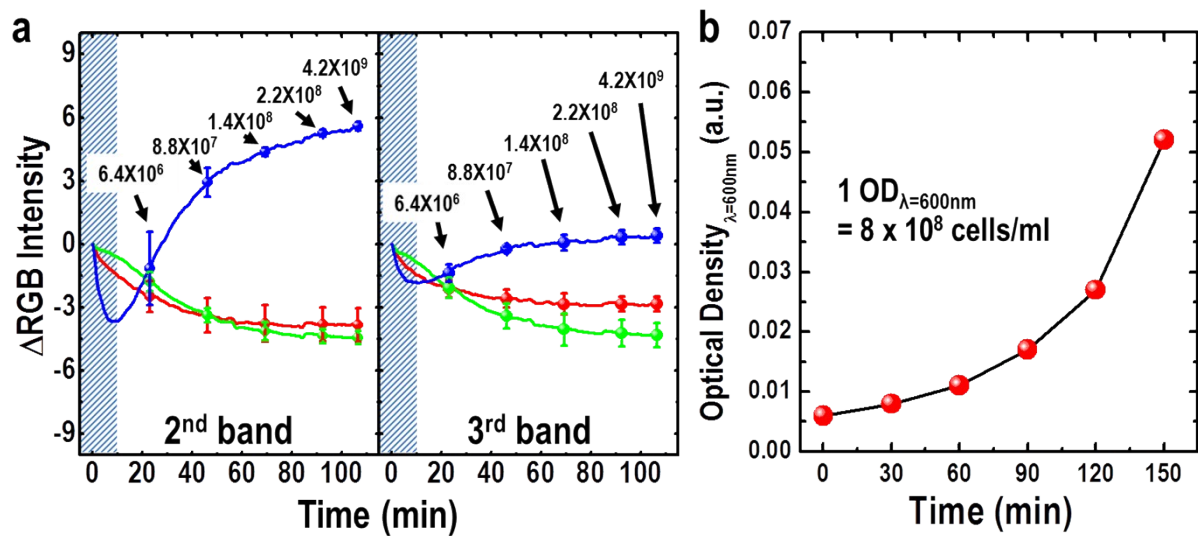 a
ΔRGB Intensity
9
6
3
0
-3
-6
-9
6.4X10⁶
8.8X10⁷
1.4X10⁸
2.2X10⁸
4.2X10⁹
2nd band
0 20 40 60 80 100
6.4X10⁶
8.8X10⁷
1.4X10⁸
2.2X10⁸
4.2X10⁹
3rd band
0 20 40 60 80 100
Time (min)
b
Optical Density λ=600nm (a.u.)
0.07
0.06
0.05
0.04
0.03
0.02
0.01
0.00
1 OD λ=600nm
= 8 x 10⁸ cells/ml
0 30 60 90 120 150
Time (min)